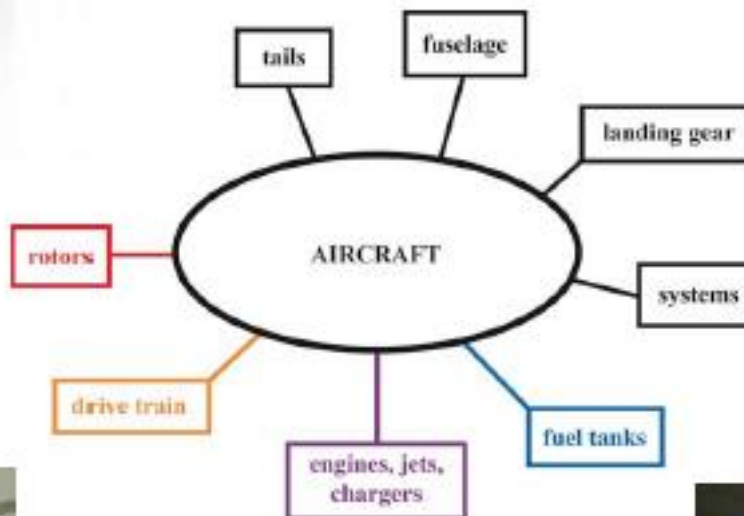 tails
fuselage
landing gear
rotors
AIRCRAFT
systems
drive train
fuel tanks
engines, jets,
chargers